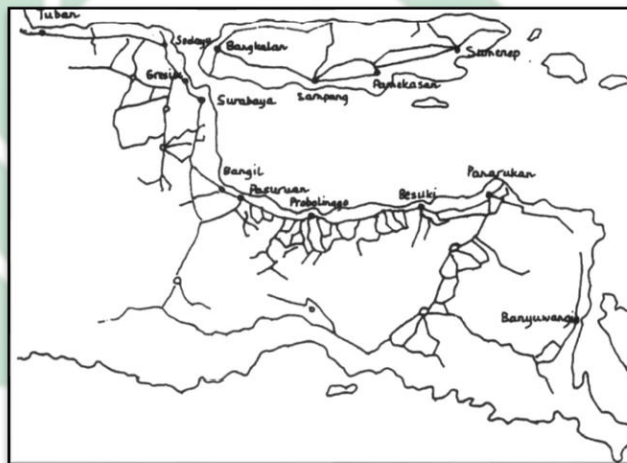 Tuban
Sedayu
Bangkalan
Sumenep
Gresik
Pamekasan
Sampang
Surabaya
Bangil
Pasuruan
Probolinggo
Besuki
Panarukan
Banyuwangi